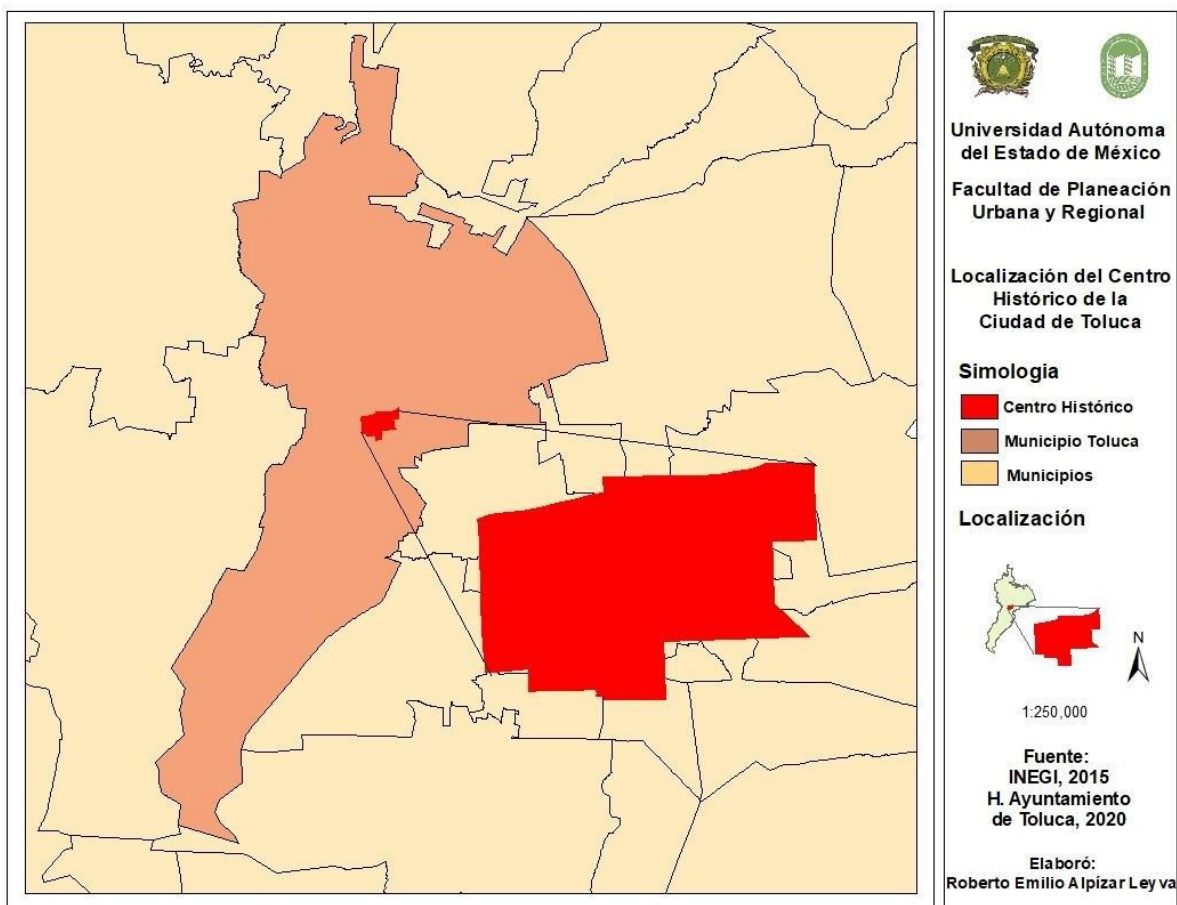 Universidad Autónoma
del Estado de México
Facultad de Planeación
Urbana y Regional
Localización del Centro
Histórico de la
Ciudad de Toluca
Simologia
Centro Histórico
Municipio Toluca
Municipios
Localización
N
1:250,000
Fuente:
INEGI, 2015
H. Ayuntamiento
de Toluca, 2020
Elaboró:
Roberto Emilio Alpízar Leyva